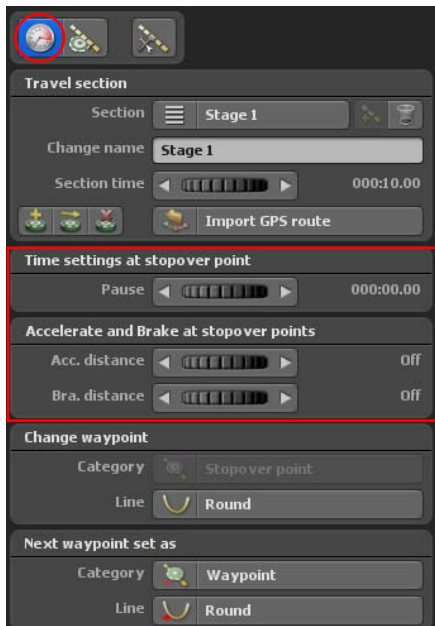 Travel section
Section Stage 1
Change name Stage 1
Section time 000:10.00
Import GPS route
Time settings at stopover point
Pause 000:00.00
Accelerate and Brake at stopover points
Acc. distance Off
Bra. distance Off
Change waypoint
Category Stopover point
Line Round
Next waypoint set as
Category Waypoint
Line Round